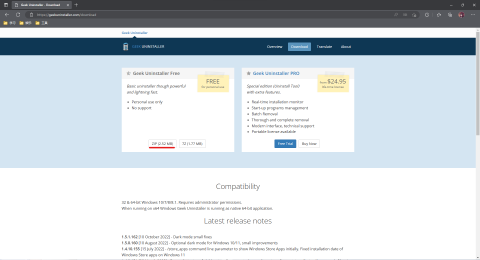 Geek Uninstaller - Download
https://geekuninstaller.com/download
Geek Uninstaller
GEEK UNINSTALLER
Overview
Download
Translate
About
Geek Uninstaller Free
FREE
for personal use
Basic uninstaller though powerful
and lightning fast.
Personal use only
No support
ZIP (2.52 MB)
7Z (1.77 MB)
Geek Uninstaller PRO
$24.95
Special edition (Uninstall Tool)
with extra features.
Real-time installation monitor
Start-up programs management
Batch Removal
Thorough and complete removal
Modern interface, technical support
Portable license available
Free Trial
Buy Now
Compatibility
32 & 64-bit Windows 11/10/8/7. Requires administrator permissions.
When running on x64 Windows Geek Uninstaller is running as native 64-bit application.
Latest release notes
1.5.1.162 (10 October 2022) - Dark mode small fixes
1.5.0.160 (10 August 2022) - Optional dark mode for Windows 10/11, small improvements.
1.4.10.155 (15 July 2022) - /store_apps command line parameter to show Windows Store Apps initially. Fixed installation date of
Windows Store apps on Windows 11